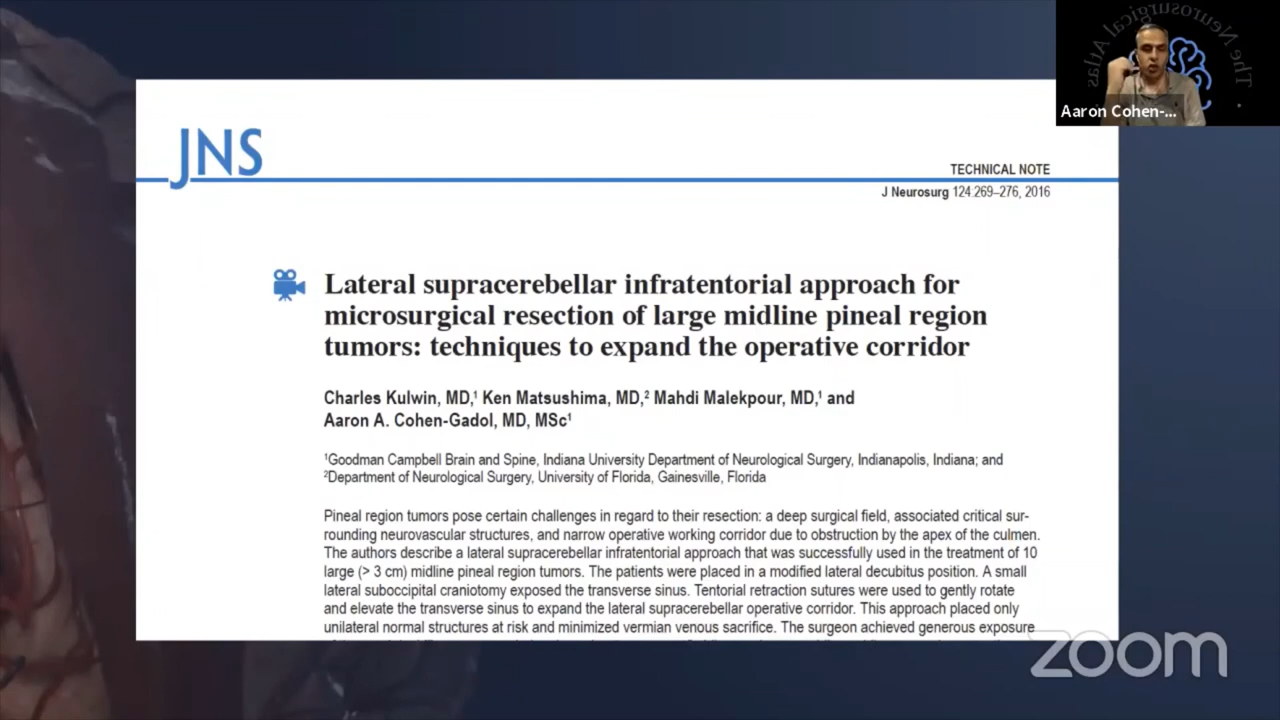 The Neurosurgical Atlas
Aaron Cohen-...
JNS
TECHNICAL NOTE
J Neurosurg 124:269–276, 2016
Lateral supracerebellar infratentorial approach for
microsurgical resection of large midline pineal region
tumors: techniques to expand the operative corridor
Charles Kulwin, MD,¹ Ken Matsushima, MD,² Mahdi Malekpour, MD,¹ and
Aaron A. Cohen-Gadol, MD, MSc¹
¹Goodman Campbell Brain and Spine, Indiana University Department of Neurological Surgery, Indianapolis, Indiana; and
²Department of Neurological Surgery, University of Florida, Gainesville, Florida
Pineal region tumors pose certain challenges in regard to their resection: a deep surgical field, associated critical sur-
rounding neurovascular structures, and narrow operative working corridor due to obstruction by the apex of the culmen.
The authors describe a lateral supracerebellar infratentorial approach that was successfully used in the treatment of 10
large (> 3 cm) midline pineal region tumors. The patients were placed in a modified lateral decubitus position. A small
lateral suboccipital craniotomy exposed the transverse sinus. Tentorial retraction sutures were used to gently rotate
and elevate the transverse sinus to expand the lateral supracerebellar operative corridor. This approach placed only
unilateral normal structures at risk and minimized vermian venous sacrifice. The surgeon achieved generous exposure
zoom